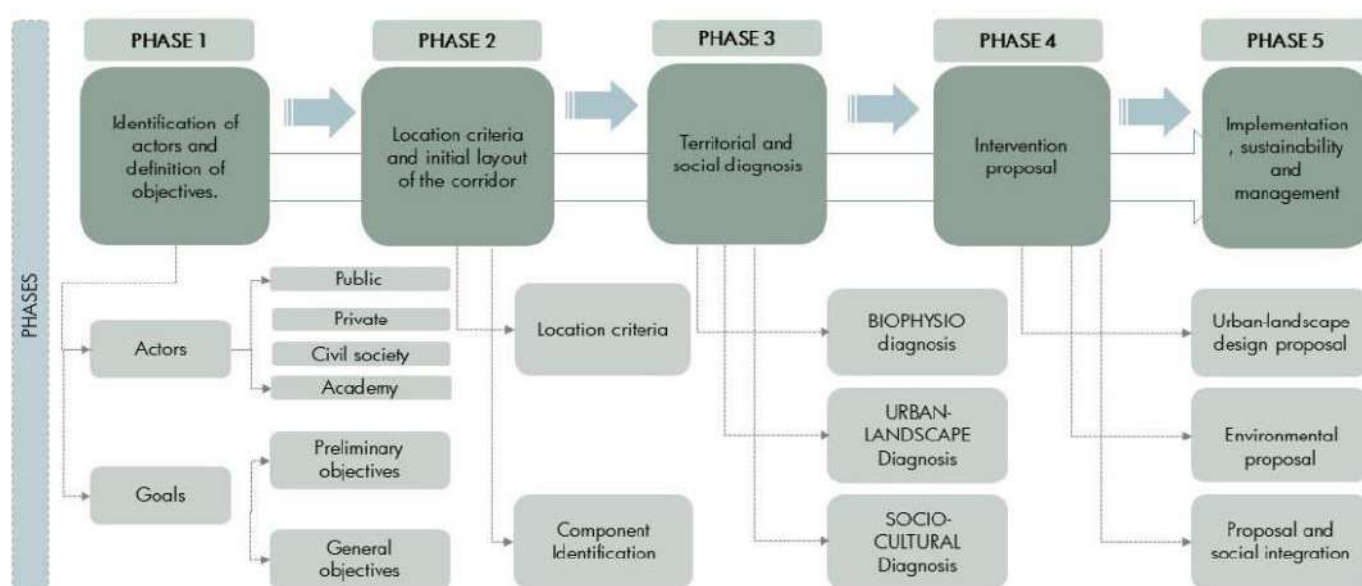 PHASES
PHASE 1
PHASE 2
PHASE 3
PHASE 4
PHASE 5
Identification of
actors and
definition of
objectives.
Location criteria
and initial layout
of the corridor
Territorial and
social diagnosis
Intervention
proposal
Implementation
, sustainability
and
management
Actors
Public
Private
Civil society
Academy
Goals
Preliminary
objectives
General
objectives
Location criteria
Component
Identification
BIOPHYSIO
diagnosis
URBAN-
LANDSCAPE
Diagnosis
SOCIO-
CULTURAL
Diagnosis
Urban-landscape
design proposal
Environmental
proposal
Proposal and
social integration